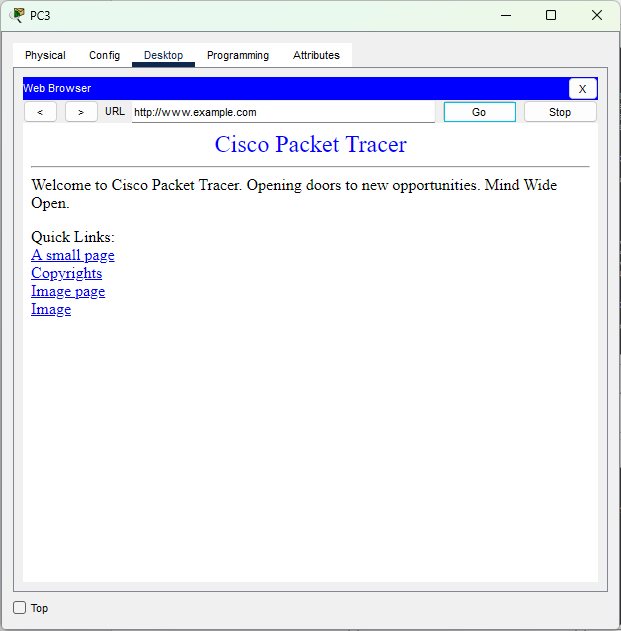 PC3
Physical Config Desktop Programming Attributes
Web Browser X
< > URL http://www.example.com Go Stop
Cisco Packet Tracer
Welcome to Cisco Packet Tracer. Opening doors to new opportunities. Mind Wide
Open.
Quick Links:
A small page
Copyrights
Image page
Image
Top